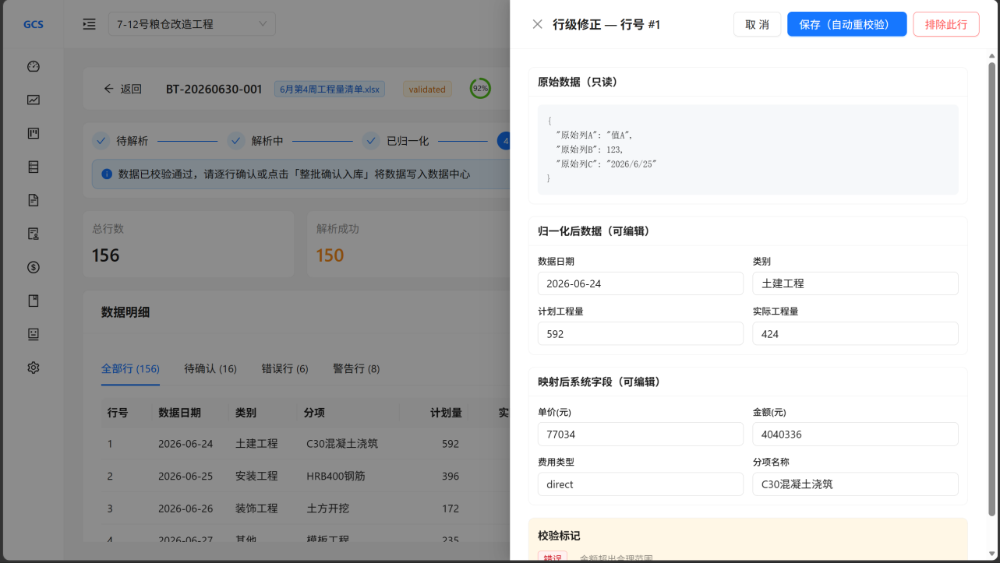 GCS
7-12号粮仓改造工程
返回
BT-20260630-001
6月第4周工程量清单.xlsx
validated
92%
待解析
解析中
已归一化
4
数据已校验通过，请逐行确认或点击「整批确认入库」将数据写入数据中心
总行数
156
解析成功
150
数据明细
全部行 (156) 待确认 (16) 错误行 (6) 警告行 (8)
行号 数据日期 类别 分项 计划量 实
1 2026-06-24 土建工程 C30混凝土浇筑 592
2 2026-06-25 安装工程 HRB400钢筋 396
3 2026-06-26 装饰工程 土方开挖 172
4 2026-06-27 其他 模板工程 235
行级修正 — 行号 #1
取 消
保存（自动重校验）
排除此行
原始数据（只读）
{
"原始列A": "值A",
"原始列B": 123,
"原始列C": "2026/6/25"
}
归一化后数据（可编辑）
数据日期 类别
2026-06-24 土建工程
计划工程量 实际工程量
592 424
映射后系统字段（可编辑）
单价(元) 金额(元)
77034 4040336
费用类型 分项名称
direct C30混凝土浇筑
校验标记
错误 金额超出合理范围